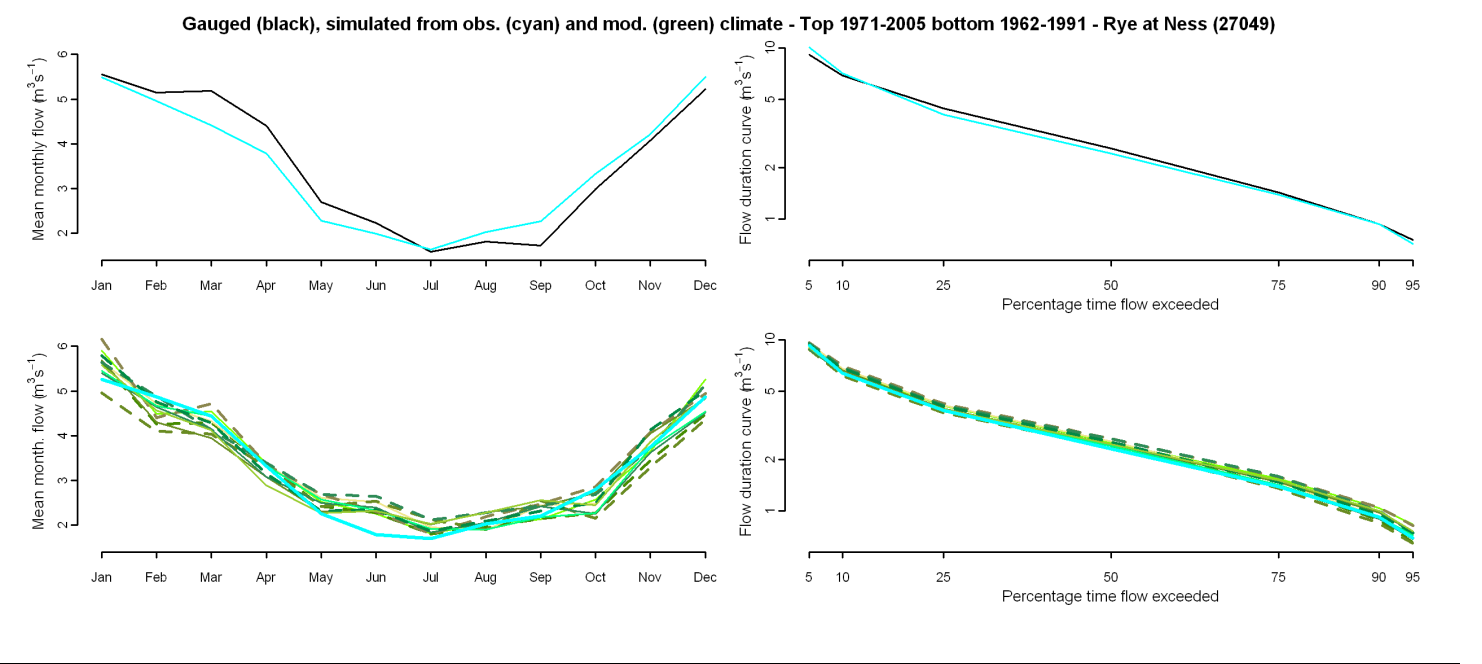 Gauged (black), simulated from obs. (cyan) and mod. (green) climate - Top 1971-2005 bottom 1962-1991 - Rye at Ness (27049)
Mean monthly flow (m³s⁻¹)
6
5
4
3
2
Jan Feb Mar Apr May Jun Jul Aug Sep Oct Nov Dec
Flow duration curve (m³s⁻¹)
10
5
2
1
5 10 25 50 75 90 95
Percentage time flow exceeded
Mean month. flow (m³s⁻¹)
6
5
4
3
2
Jan Feb Mar Apr May Jun Jul Aug Sep Oct Nov Dec
Flow duration curve (m³s⁻¹)
10
5
2
1
5 10 25 50 75 90 95
Percentage time flow exceeded